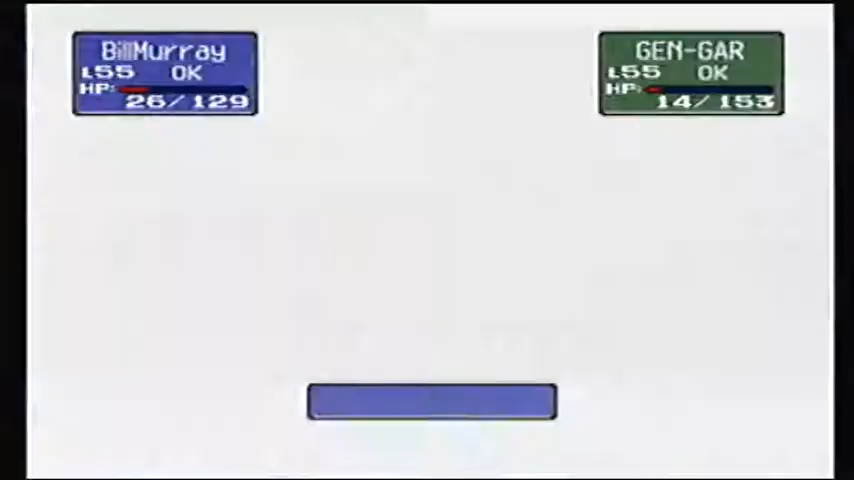 BillMurray
L55 OK
HP:
26/129
GEN-GAR
L55 OK
HP:
14/153